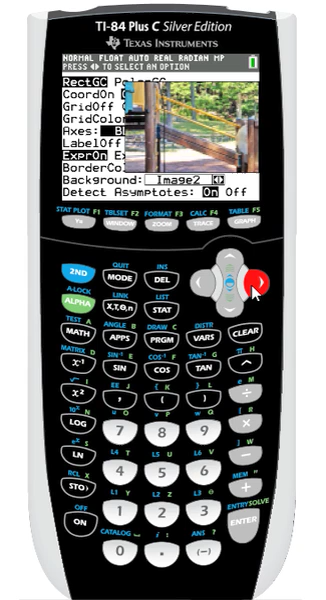 TI-84 Plus C Silver Edition
TEXAS INSTRUMENTS
NORMAL FLOAT AUTO REAL RADIAN MP
PRESS ◄► TO SELECT AN OPTION
RectGC PolarGC
CoordOn
GridOff
GridColor
Axes: BL
LabelOff
ExprOn Ex
BorderCo
Background: Image2
Detect Asymptotes: On Off
STAT PLOT F1 TBLSET F2 FORMAT F3 CALC F4 TABLE F5
Y= WINDOW ZOOM TRACE GRAPH
QUIT INS
2ND MODE DEL
A-LOCK LINK LIST
ALPHA X,T,θ,n STAT
TEST A ANGLE B DRAW C DISTR
MATH APPS PRGM VARS CLEAR
MATRIX D SIN⁻¹ E COS⁻¹ F TAN⁻¹ G π H
x⁻¹ SIN COS TAN ^
√ I EE J { K } L e M
x² , ( ) ÷
10ˣ N u O v P w Q [ R
LOG 7 8 9 ×
eˣ S L4 T L5 U L6 V ] W
LN 4 5 6 −
RCL X L1 Y L2 Z L3 θ MEM "
STO› 1 2 3 +
OFF CATALOG i : ANS ? ENTRY SOLVE
ON 0 . (−) ENTER